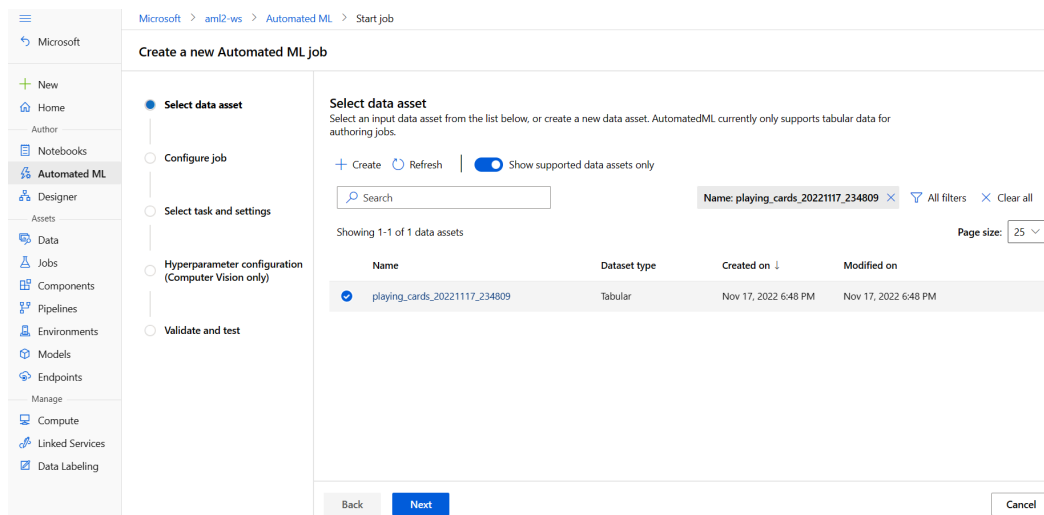 Microsoft > aml2-ws > Automated ML > Start job
Microsoft
Create a new Automated ML job
New
Home
Author
Notebooks
Automated ML
Designer
Assets
Data
Jobs
Components
Pipelines
Environments
Models
Endpoints
Manage
Compute
Linked Services
Data Labeling
Select data asset
Configure job
Select task and settings
Hyperparameter configuration
(Computer Vision only)
Validate and test
Select data asset
Select an input data asset from the list below, or create a new data asset. AutomatedML currently only supports tabular data for
authoring jobs.
Create Refresh Show supported data assets only
Search Name: playing_cards_20221117_234809 All filters Clear all
Showing 1-1 of 1 data assets Page size: 25
Name Dataset type Created on ↓ Modified on
playing_cards_20221117_234809 Tabular Nov 17, 2022 6:48 PM Nov 17, 2022 6:48 PM
Back Next Cancel